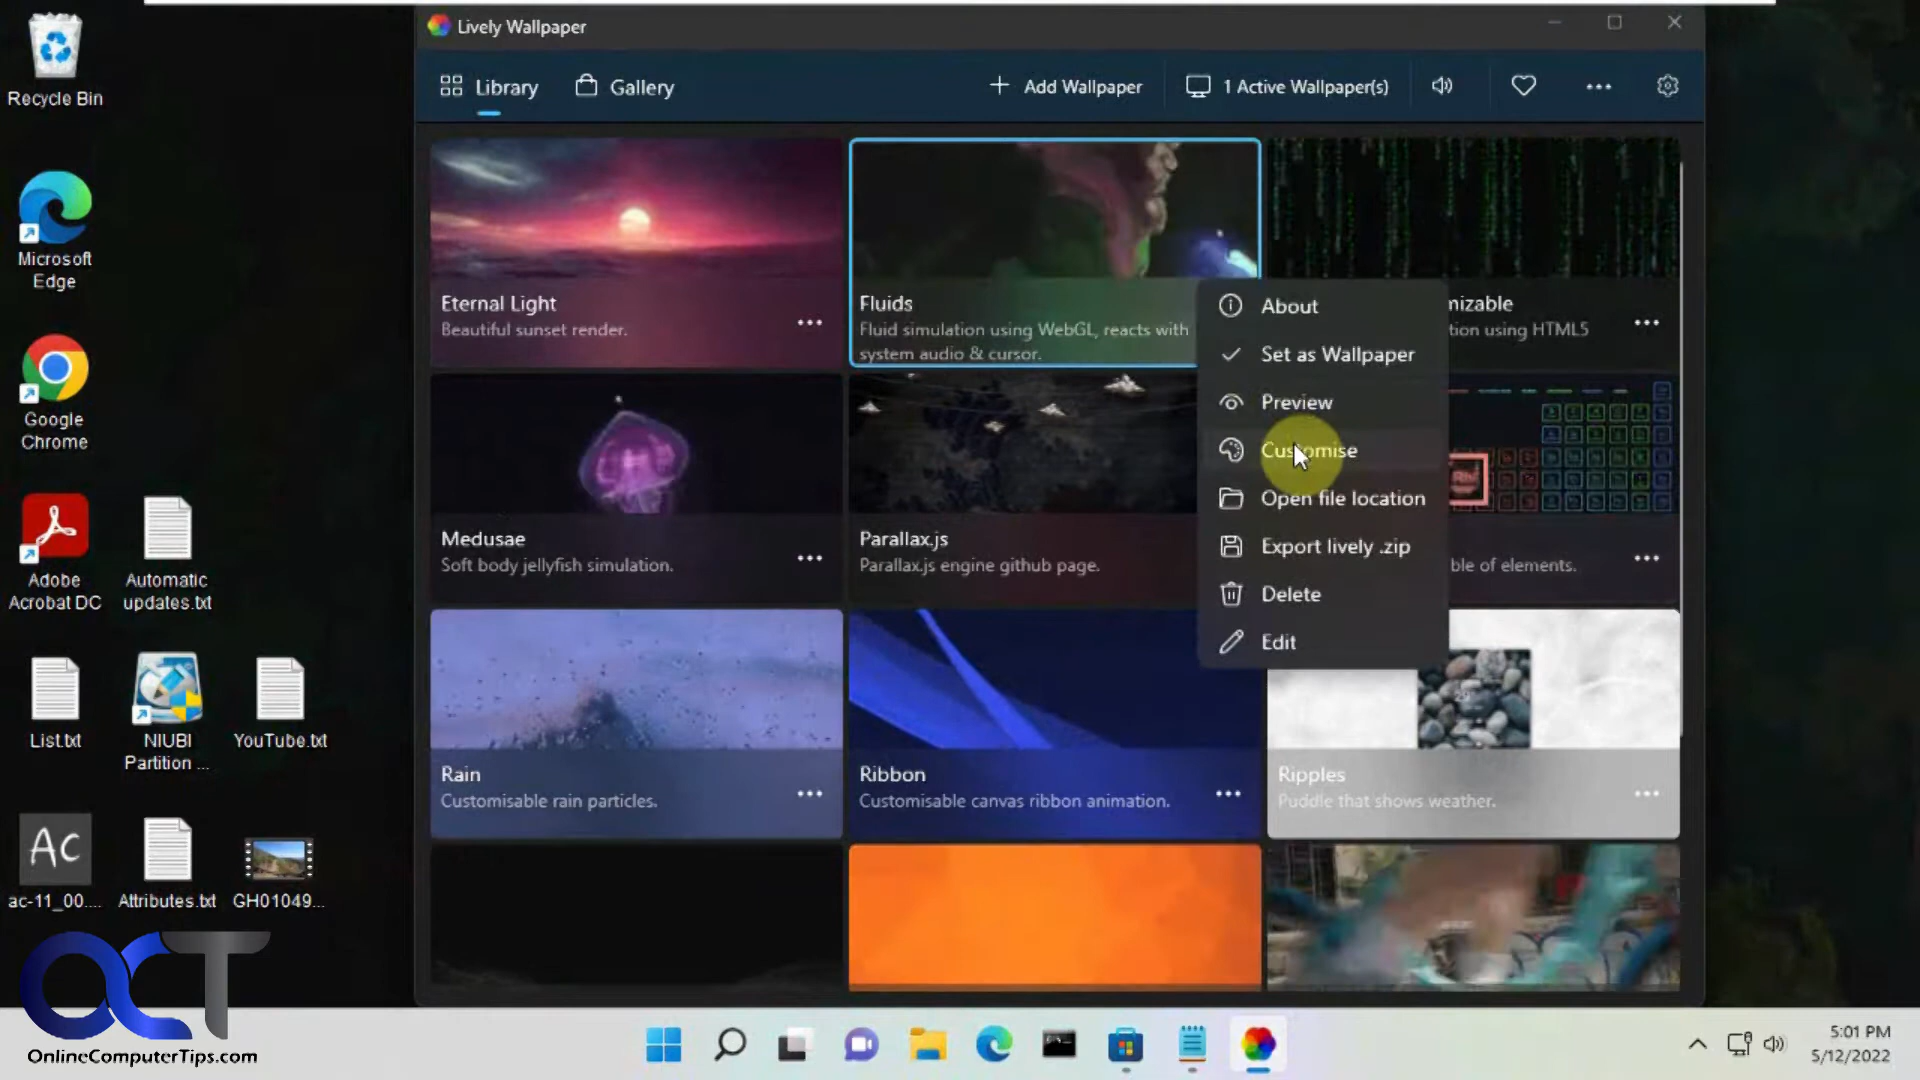 Lively Wallpaper
Library
Gallery
Add Wallpaper
1 Active Wallpaper(s)
Recycle Bin
Microsoft
Edge
Google
Chrome
Adobe
Acrobat DC
Automatic
updates.txt
List.txt
NIUBI
Partition ...
YouTube.txt
Ac
ac-11_00....
Attributes.txt
GH01049...
Eternal Light
Beautiful sunset render.
Fluids
Fluid simulation using WebGL, reacts with
system audio & cursor.
mizable
tion using HTML5
About
Set as Wallpaper
Preview
Customise
Open file location
Export lively .zip
Delete
Edit
Medusae
Soft body jellyfish simulation.
Parallax.js
Parallax.js engine github page.
ble of elements.
Rain
Customisable rain particles.
Ribbon
Customisable canvas ribbon animation.
Ripples
Puddle that shows weather.
OCT
OnlineComputerTips.com
5:01 PM
5/12/2022